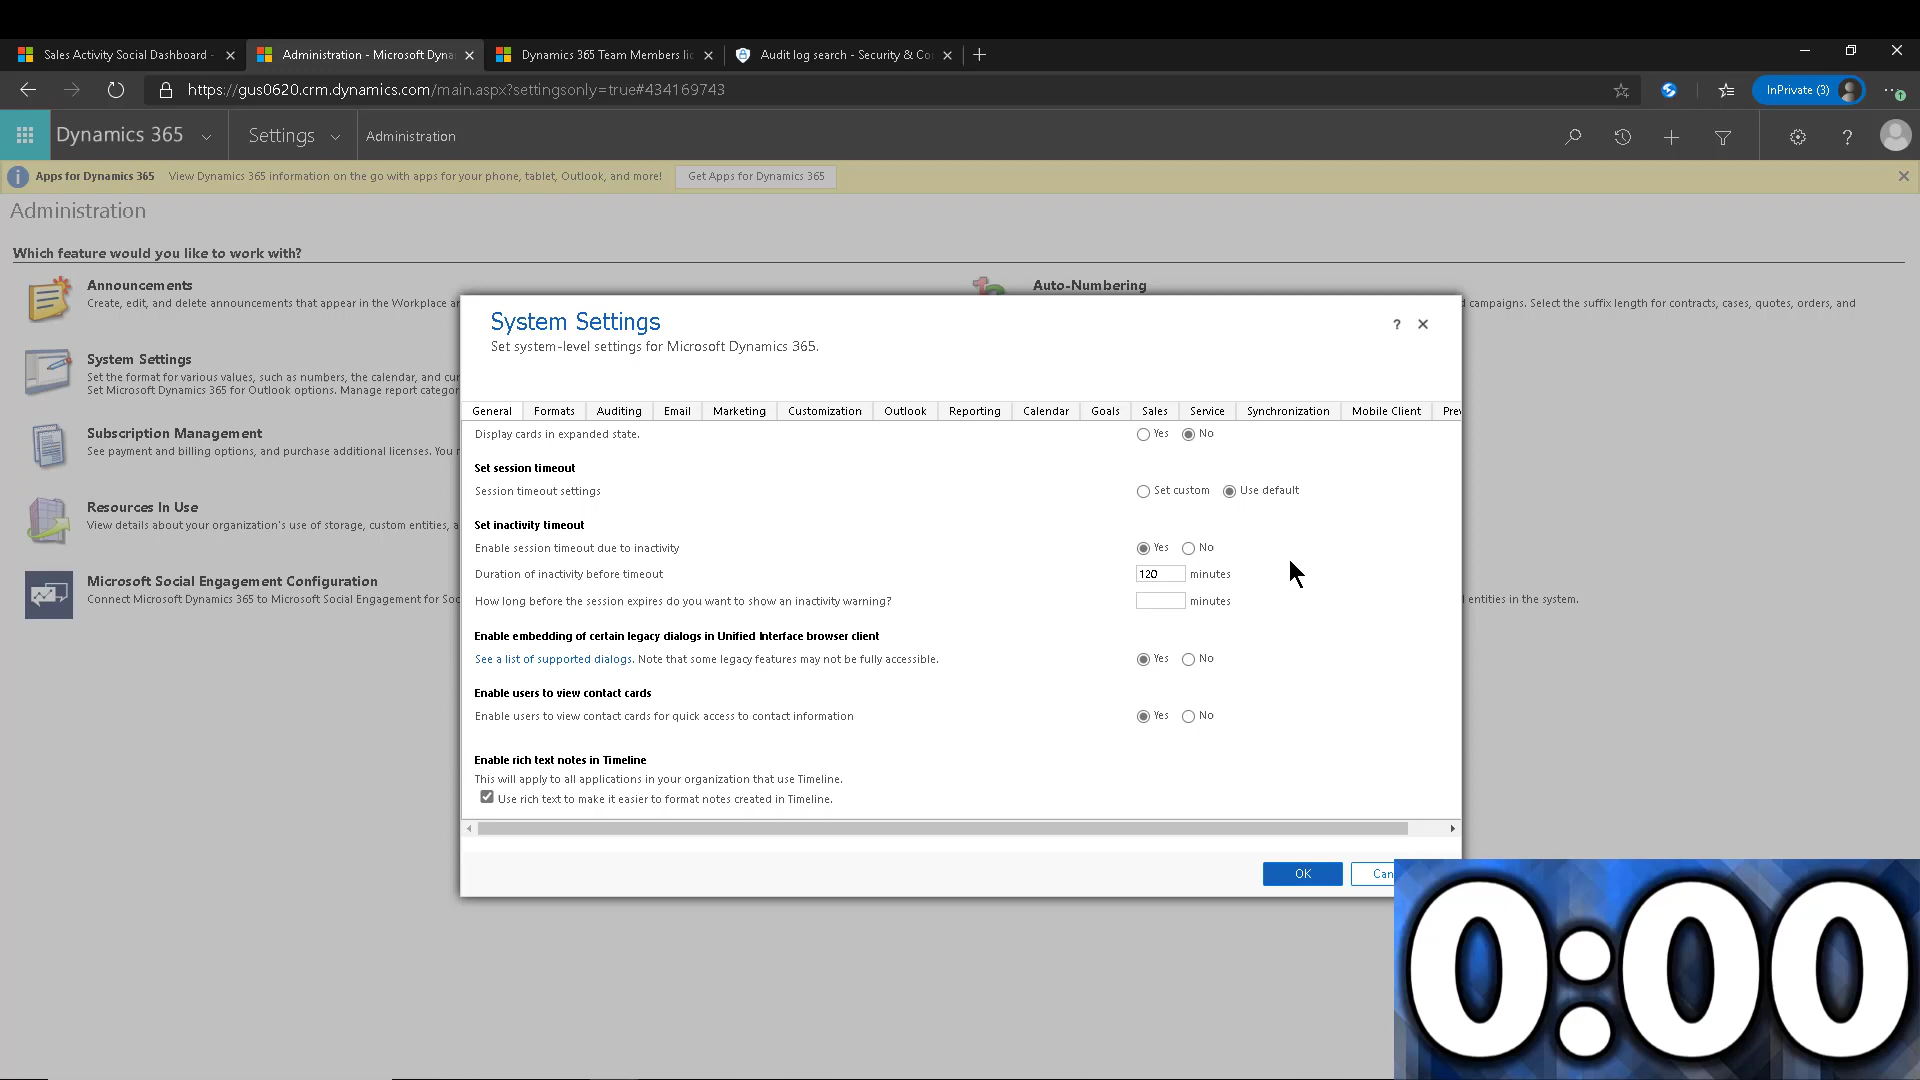 Sales Activity Social Dashboard -
Administration - Microsoft Dyna
Dynamics 365 Team Members lic
Audit log search - Security & Co
https://gus0620.crm.dynamics.com/main.aspx?settingsonly=true#434169743
InPrivate (3)
Dynamics 365
Settings
Administration
Apps for Dynamics 365
View Dynamics 365 information on the go with apps for your phone, tablet, Outlook, and more!
Get Apps for Dynamics 365
Administration
Which feature would you like to work with?
Announcements
Create, edit, and delete announcements that appear in the Workplace ar
Auto-Numbering
campaigns. Select the suffix length for contracts, cases, quotes, orders, and
System Settings
Set the format for various values, such as numbers, the calendar, and cur
Set Microsoft Dynamics 365 for Outlook options. Manage report categor
Subscription Management
See payment and billing options, and purchase additional licenses. You n
Resources In Use
View details about your organization's use of storage, custom entities, a
Microsoft Social Engagement Configuration
Connect Microsoft Dynamics 365 to Microsoft Social Engagement for Soc
entities in the system.
System Settings
?
Set system-level settings for Microsoft Dynamics 365.
General Formats Auditing Email Marketing Customization Outlook Reporting Calendar Goals Sales Service Synchronization Mobile Client Prev
Display cards in expanded state. Yes No
Set session timeout
Session timeout settings Set custom Use default
Set inactivity timeout
Enable session timeout due to inactivity Yes No
Duration of inactivity before timeout 120 minutes
How long before the session expires do you want to show an inactivity warning? minutes
Enable embedding of certain legacy dialogs in Unified Interface browser client
See a list of supported dialogs. Note that some legacy features may not be fully accessible. Yes No
Enable users to view contact cards
Enable users to view contact cards for quick access to contact information Yes No
Enable rich text notes in Timeline
This will apply to all applications in your organization that use Timeline.
Use rich text to make it easier to format notes created in Timeline.
OK
Can
0:00